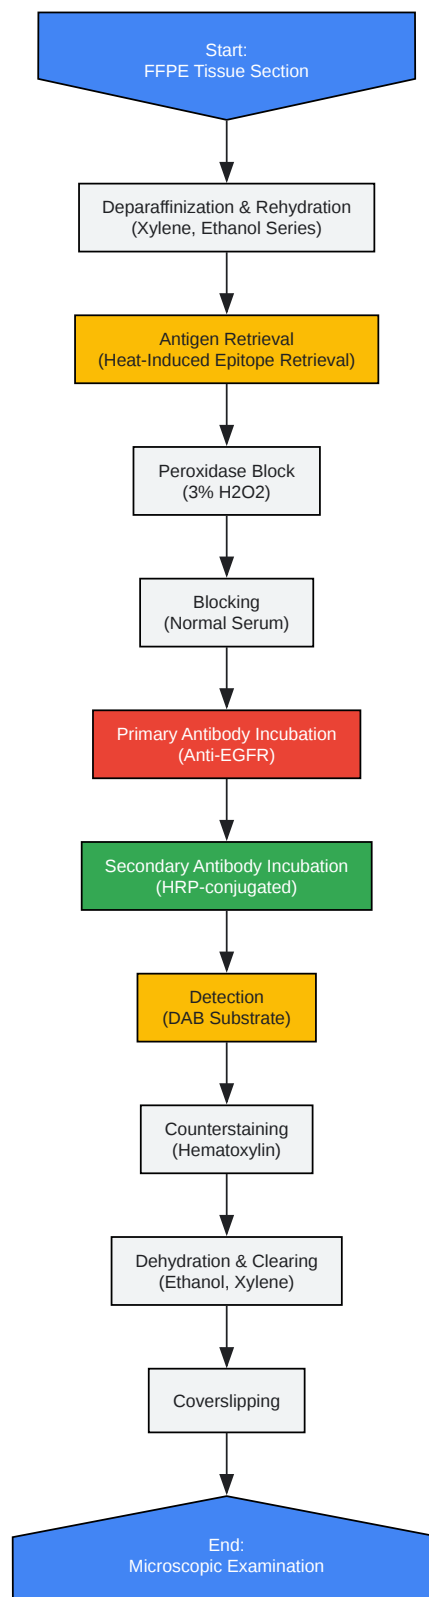 Start:
FFPE Tissue Section
Deparaffinization & Rehydration
(Xylene, Ethanol Series)
Antigen Retrieval
(Heat-Induced Epitope Retrieval)
Peroxidase Block
(3% H2O2)
Blocking
(Normal Serum)
Primary Antibody Incubation
(Anti-EGFR)
Secondary Antibody Incubation
(HRP-conjugated)
Detection
(DAB Substrate)
Counterstaining
(Hematoxylin)
Dehydration & Clearing
(Ethanol, Xylene)
Coverslipping
End:
Microscopic Examination